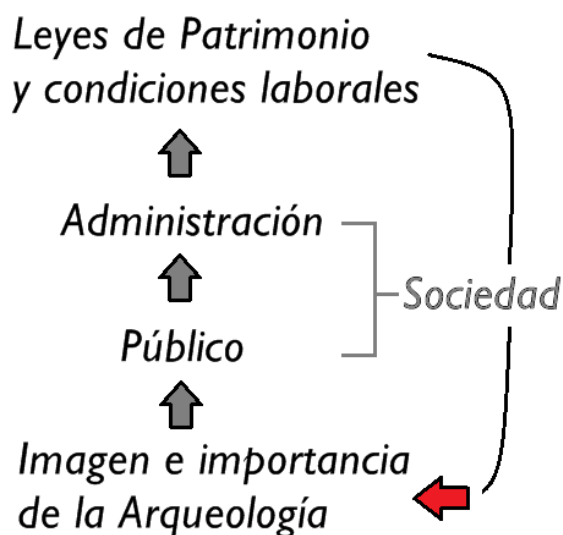 Leyes de Patrimonio
y condiciones laborales
Administración
Sociedad
Público
Imagen e importancia
de la Arqueología